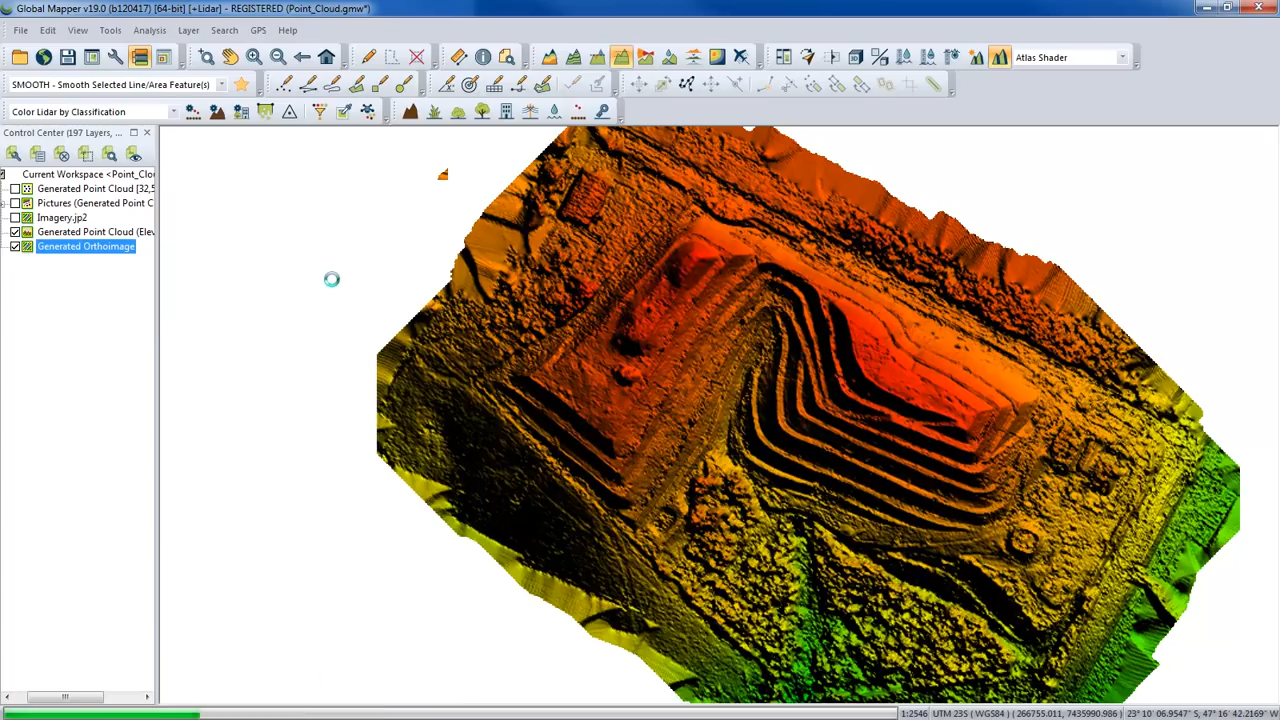 Global Mapper v19.0 (b120417) [64-bit] [+Lidar] - REGISTERED (Point_Cloud.gmw*)
File Edit View Tools Analysis Layer Search GPS Help
Atlas Shader
SMOOTH - Smooth Selected Line/Area Feature(s)
Color Lidar by Classification
Control Center (197 Layers, ...
Current Workspace <Point_Clo
Generated Point Cloud [32,5
Pictures (Generated Point C
Imagery.jp2
Generated Point Cloud (Elev
Generated Orthoimage
1:2546 UTM 23S (WGS84) (266755.011, 7435990.986) 23° 10' 06.9547" S, 47° 16' 42.2169" W